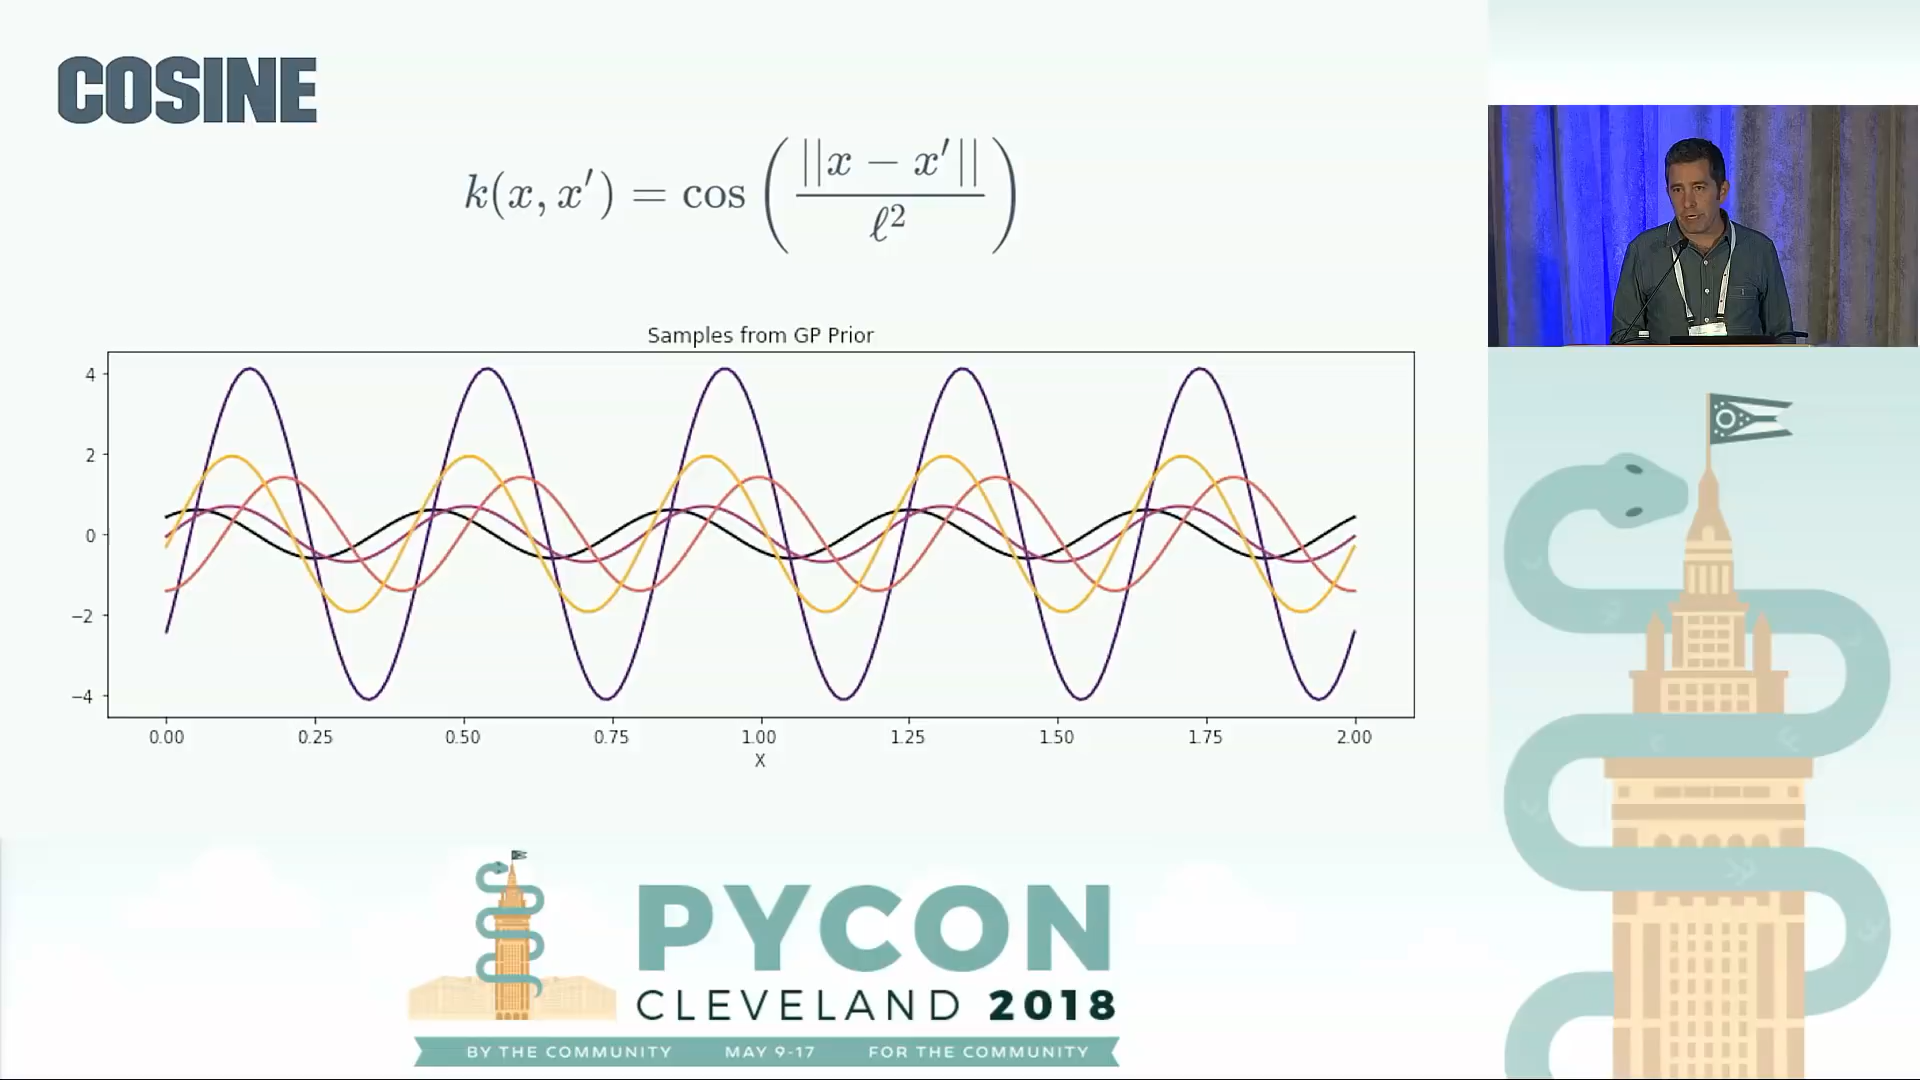 COSINE
k(x, x′) = cos ( ||x − x′|| / ℓ² )
Samples from GP Prior
4
2
0
−2
−4
0.00 0.25 0.50 0.75 1.00 1.25 1.50 1.75 2.00
X
PYCON
CLEVELAND 2018
BY THE COMMUNITY MAY 9-17 FOR THE COMMUNITY